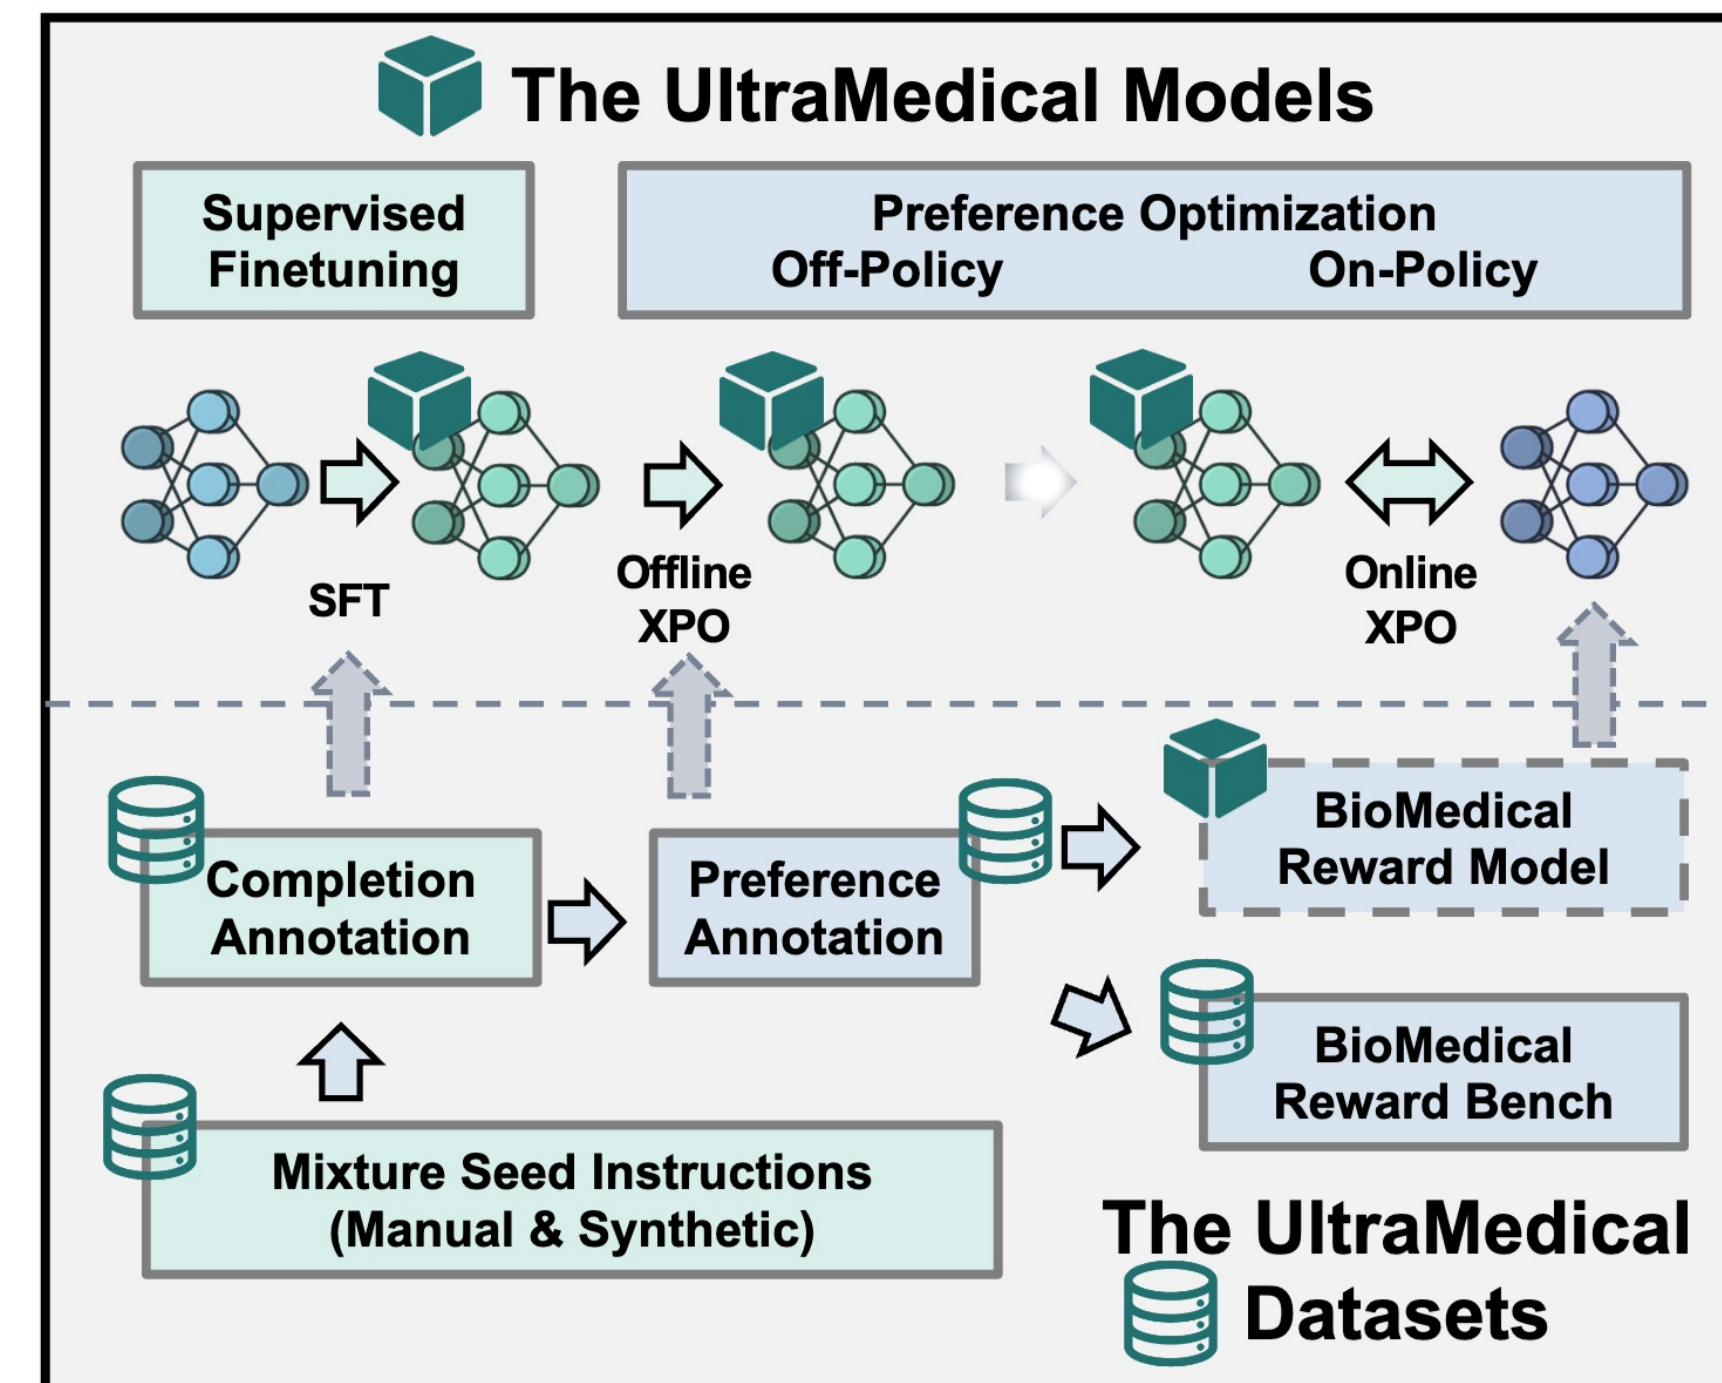 The UltraMedical Models
Supervised
Finetuning
Preference Optimization
Off-Policy On-Policy
SFT
Offline
XPO
Online
XPO
Completion
Annotation
Preference
Annotation
BioMedical
Reward Model
BioMedical
Reward Bench
Mixture Seed Instructions
(Manual & Synthetic)
The UltraMedical
Datasets